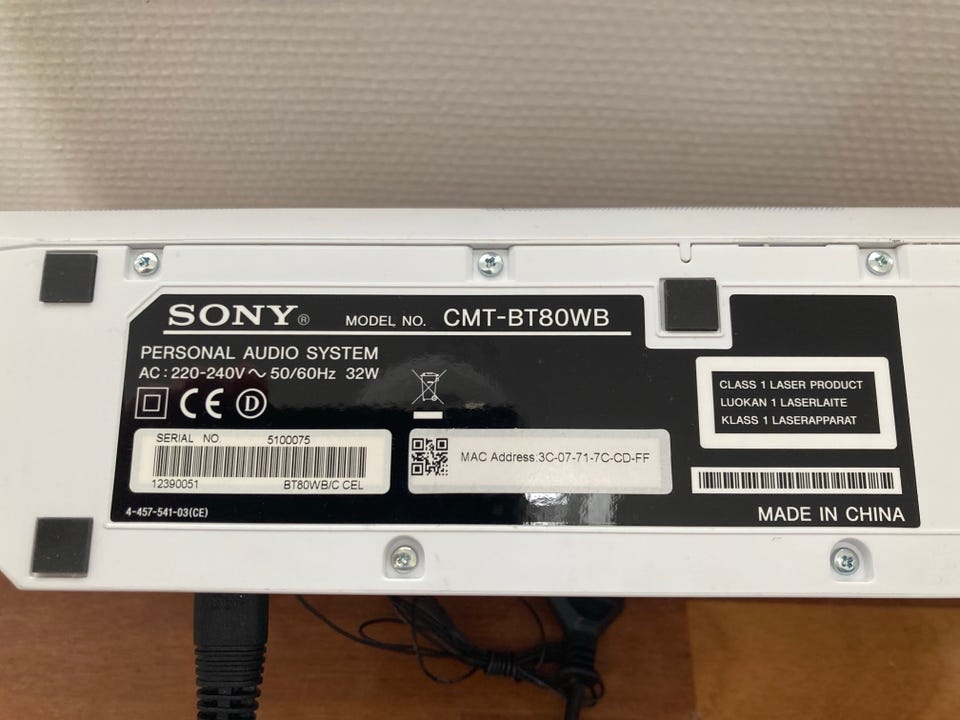 SONY® MODEL NO. CMT-BT80WB
PERSONAL AUDIO SYSTEM
AC : 220-240V ~ 50/60Hz 32W
CE D
SERIAL NO. 5100075
12390051 BT80WB/C CEL
4-457-541-03(CE)
MAC Address:3C-07-71-7C-CD-FF
CLASS 1 LASER PRODUCT
LUOKAN 1 LASERLAITE
KLASS 1 LASERAPPARAT
MADE IN CHINA